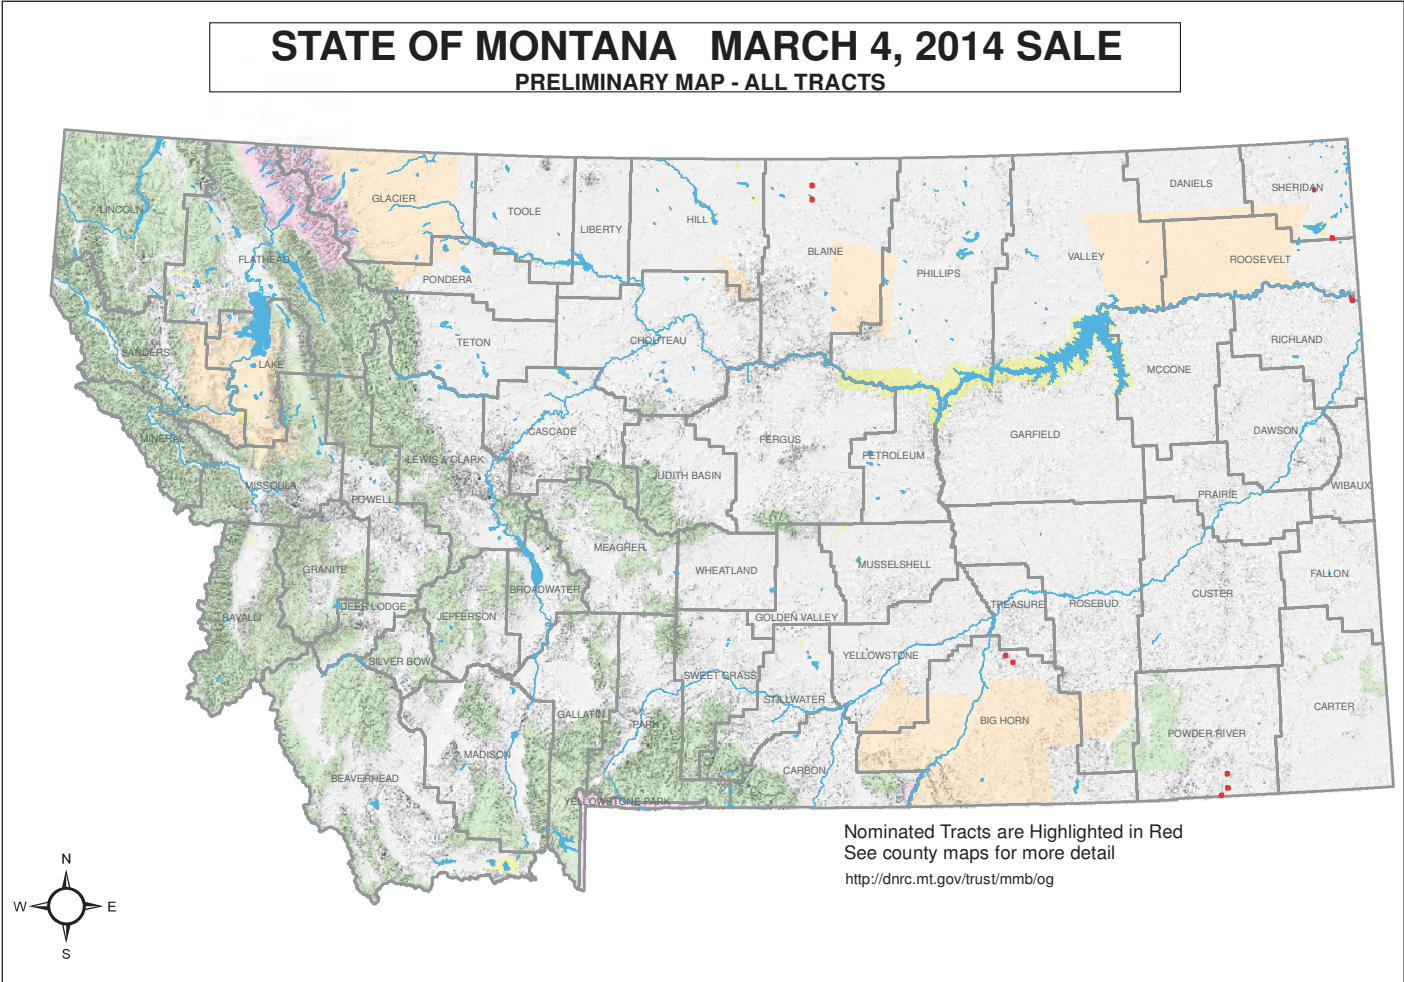 STATE OF MONTANA MARCH 4, 2014 SALE
PRELIMINARY MAP - ALL TRACTS
LINCOLN
FLATHEAD
GLACIER
TOOLE
LIBERTY
HILL
BLAINE
PHILLIPS
VALLEY
DANIELS
SHERIDAN
ROOSEVELT
PONDERA
TETON
CHOUTEAU
RICHLAND
MCCONE
SANDERS
LAKE
MINERAL
MISSOULA
POWELL
LEWIS & CLARK
CASCADE
JUDITH BASIN
FERGUS
PETROLEUM
GARFIELD
DAWSON
PRAIRIE
WIBAUX
GRANITE
RAVALLI
DEER LODGE
SILVER BOW
JEFFERSON
BROADWATER
MEAGHER
WHEATLAND
GOLDEN VALLEY
MUSSELSHELL
TREASURE
ROSEBUD
CUSTER
FALLON
YELLOWSTONE
SWEET GRASS
STILLWATER
GALLATIN
PARK
MADISON
BEAVERHEAD
YELLOWSTONE PARK
CARBON
BIG HORN
POWDER RIVER
CARTER
Nominated Tracts are Highlighted in Red
See county maps for more detail
http://dnrc.mt.gov/trust/mmb/og
N
W E
S